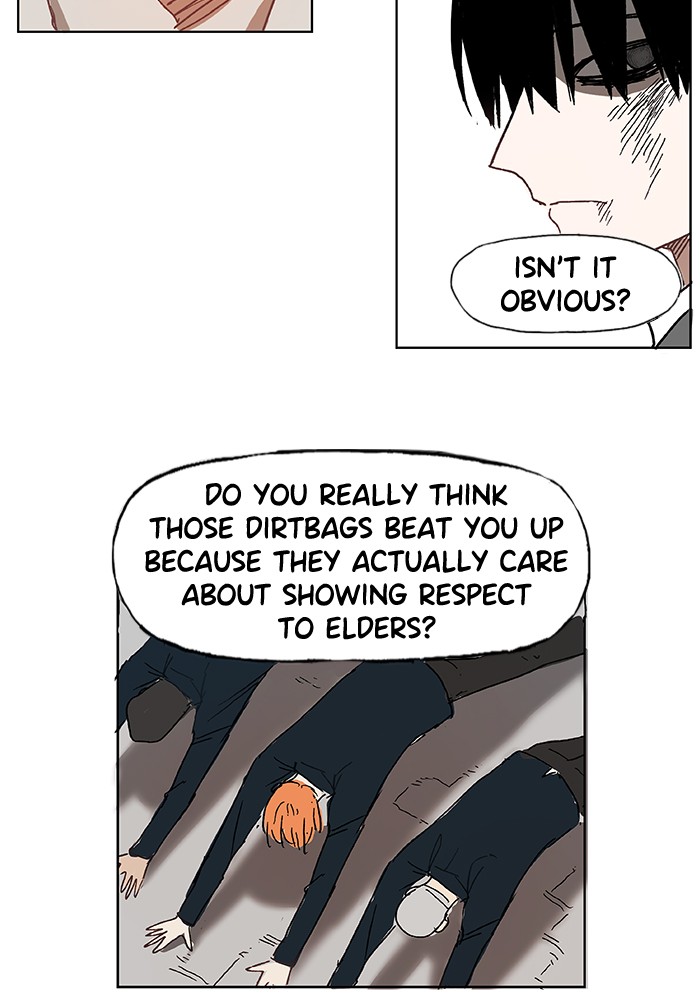 ISN'T IT
OBVIOUS?
DO YOU REALLY THINK
THOSE DIRTBAGS BEAT YOU UP
BECAUSE THEY ACTUALLY CARE
ABOUT SHOWING RESPECT
TO ELDERS?